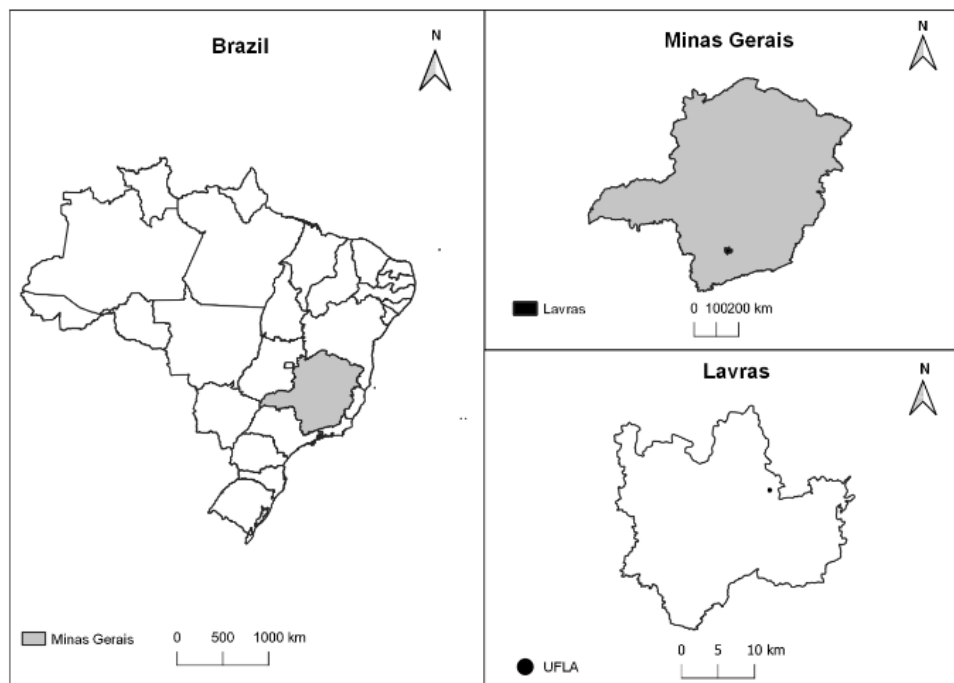 Brazil
N
Minas Gerais
0 500 1000 km
Minas Gerais
N
Lavras
0 100200 km
Lavras
N
UFLA
0 5 10 km